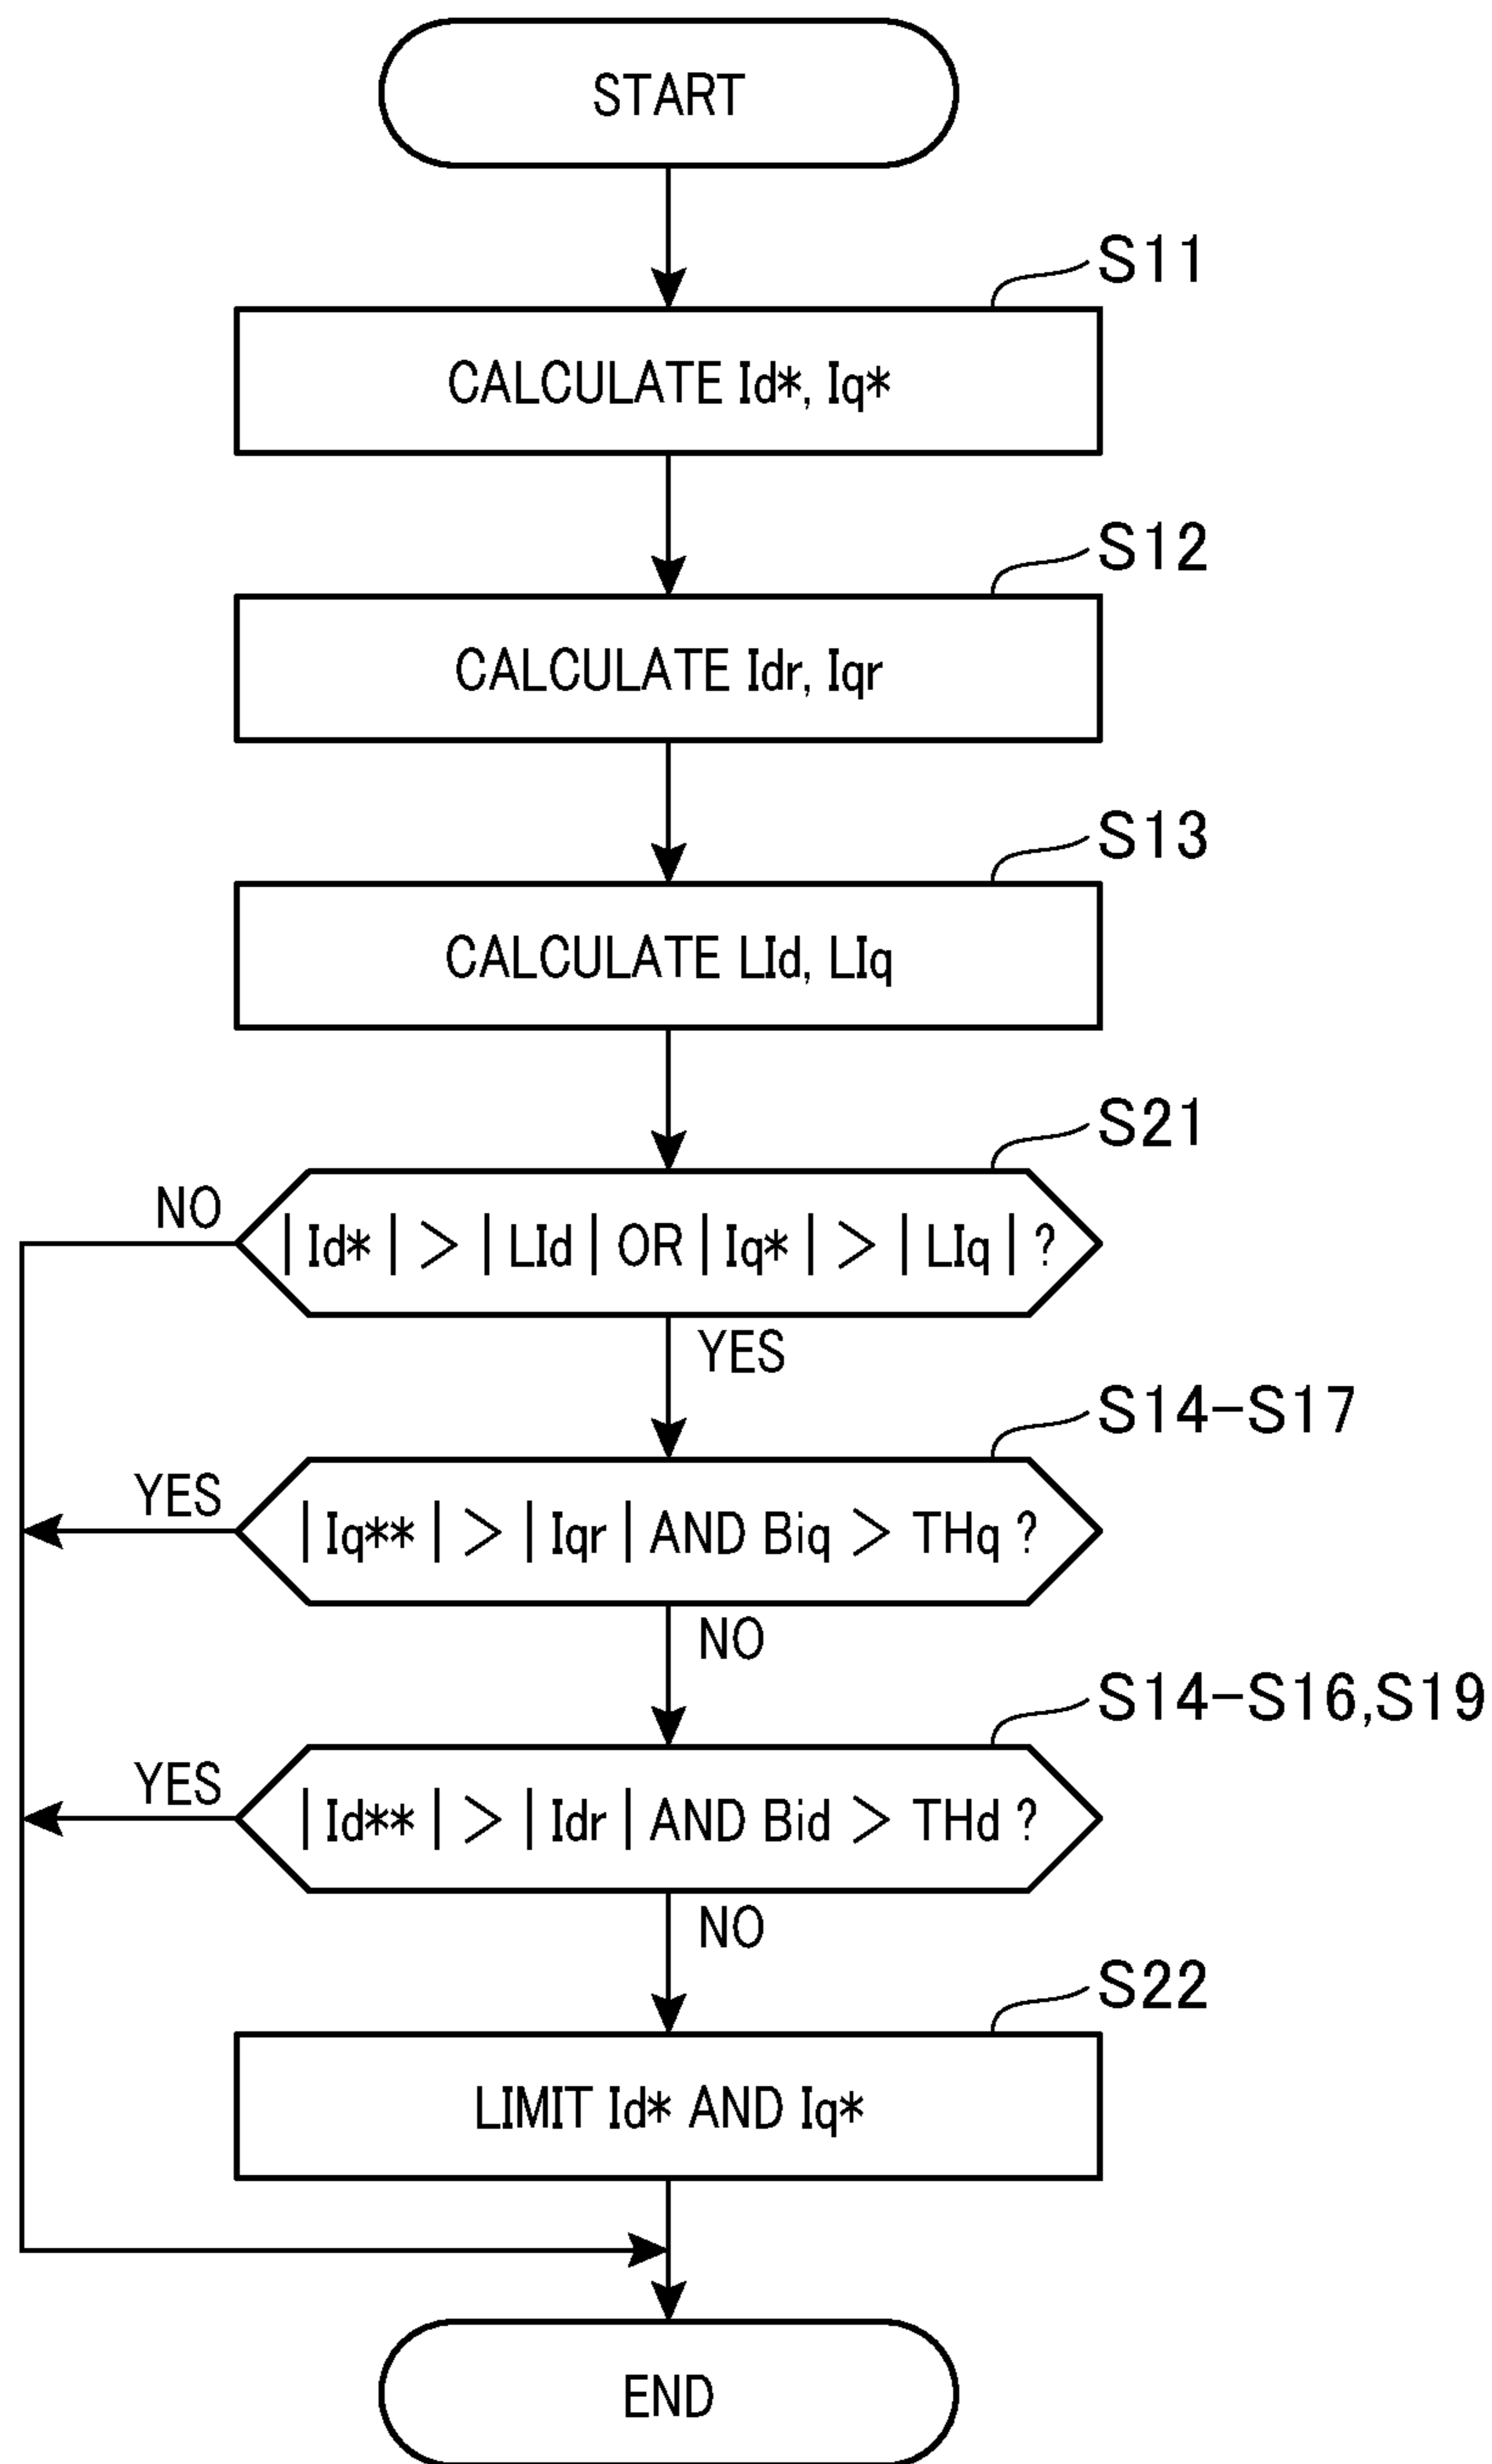 START
S11
CALCULATE Id*, Iq*
S12
CALCULATE Idr, Iqr
S13
CALCULATE LId, LIq
S21
NO
|Id*|>|LId| OR |Iq*|>|LIq|?
YES
S14-S17
YES
|Iq**|>|Iqr| AND Biq > THq ?
NO
S14-S16,S19
YES
|Id**|>|Idr| AND Bid > THd ?
NO
S22
LIMIT Id* AND Iq*
END